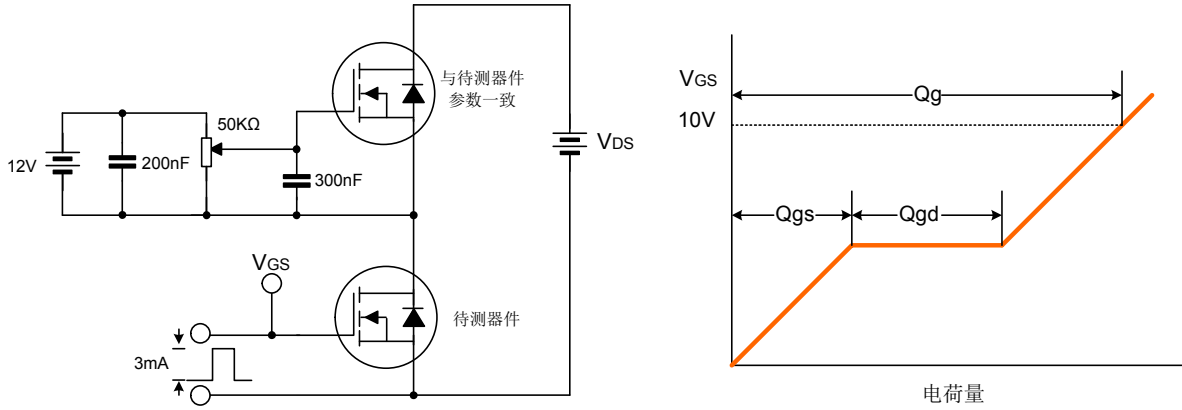 与待测器件
参数一致
50KΩ
12V
200nF
300nF
VDS
VGS
待测器件
3mA
VGS
Qg
10V
Qgs
Qgd
电荷量